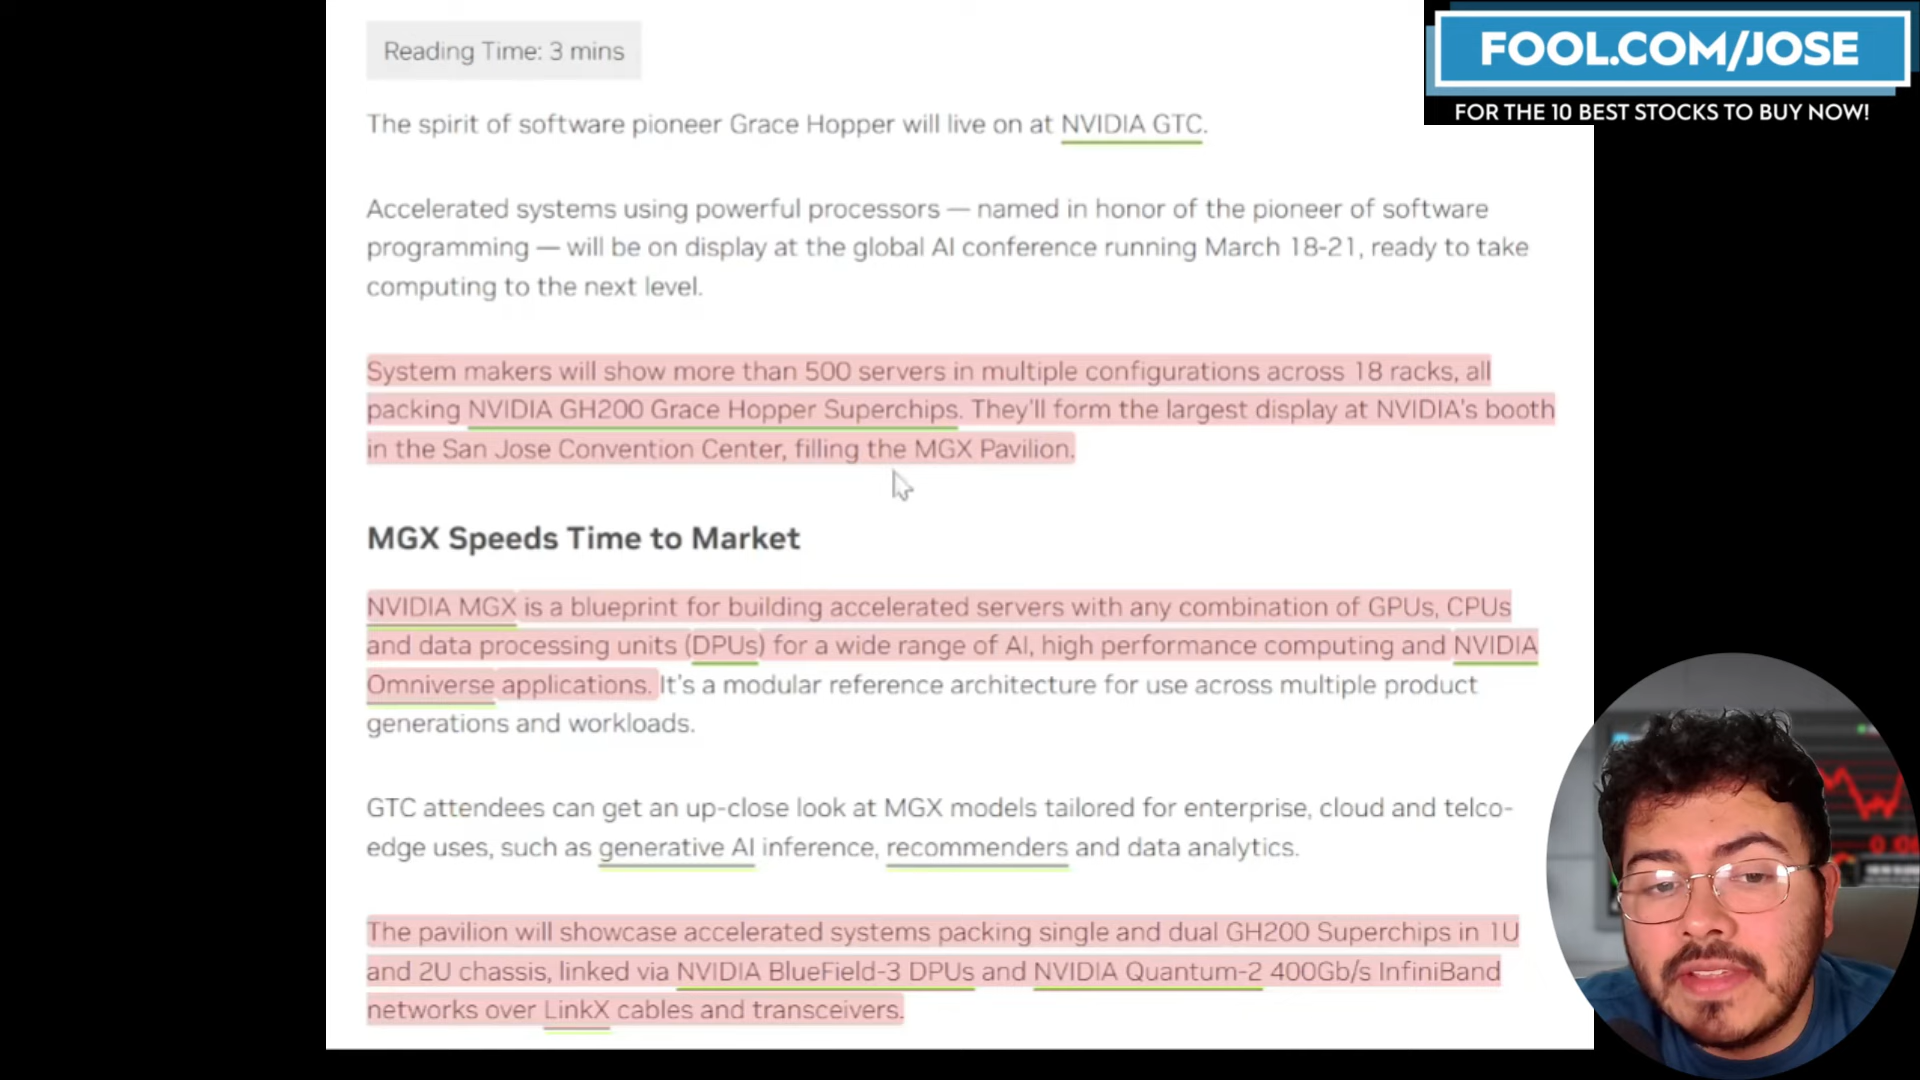 FOOL.COM/JOSE
FOR THE 10 BEST STOCKS TO BUY NOW!
Reading Time: 3 mins
The spirit of software pioneer Grace Hopper will live on at NVIDIA GTC.
Accelerated systems using powerful processors — named in honor of the pioneer of software
programming — will be on display at the global AI conference running March 18-21, ready to take
computing to the next level.
System makers will show more than 500 servers in multiple configurations across 18 racks, all
packing NVIDIA GH200 Grace Hopper Superchips. They'll form the largest display at NVIDIA's booth
in the San Jose Convention Center, filling the MGX Pavilion.
MGX Speeds Time to Market
NVIDIA MGX is a blueprint for building accelerated servers with any combination of GPUs, CPUs
and data processing units (DPUs) for a wide range of AI, high performance computing and NVIDIA
Omniverse applications. It's a modular reference architecture for use across multiple product
generations and workloads.
GTC attendees can get an up-close look at MGX models tailored for enterprise, cloud and telco-
edge uses, such as generative AI inference, recommenders and data analytics.
The pavilion will showcase accelerated systems packing single and dual GH200 Superchips in 1U
and 2U chassis, linked via NVIDIA BlueField-3 DPUs and NVIDIA Quantum-2 400Gb/s InfiniBand
networks over LinkX cables and transceivers.